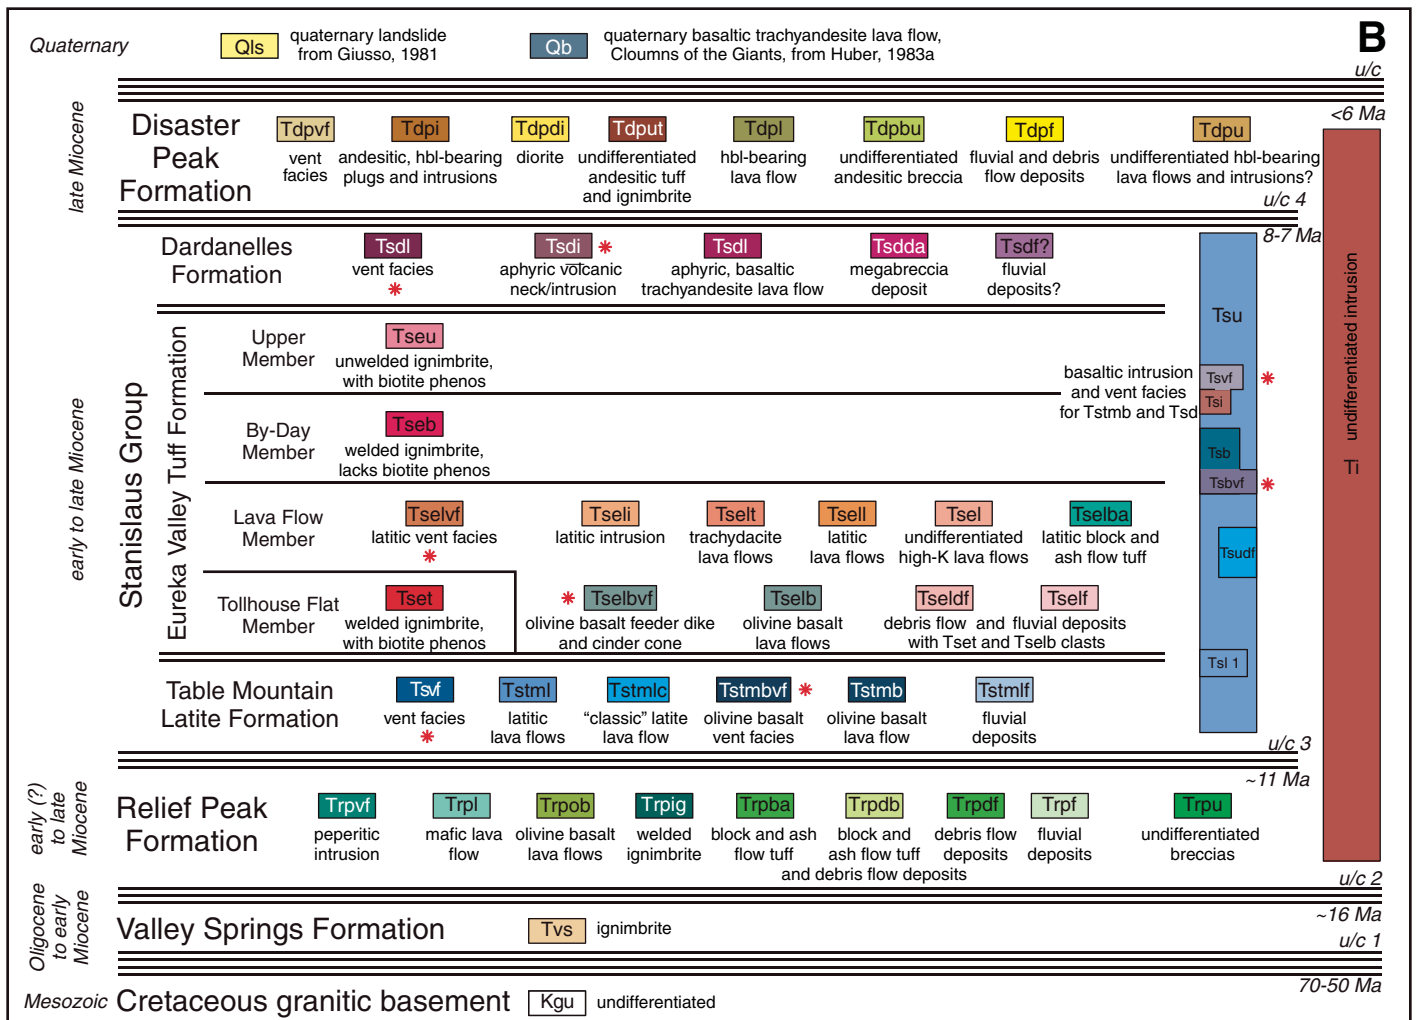 B
Quaternary
Qls
quaternary landslide
from Giusso, 1981
Qb
quaternary basaltic trachyandesite lava flow,
Cloumns of the Giants, from Huber, 1983a
u/c
<6 Ma
late Miocene
Disaster
Peak
Formation
Tdpvf
vent
facies
Tdpi
andesitic, hbl-bearing
plugs and intrusions
Tdpdi
diorite
Tdput
undifferentiated
andesitic tuff
and ignimbrite
Tdpl
hbl-bearing
lava flow
Tdpbu
undifferentiated
andesitic breccia
Tdpf
fluvial and debris
flow deposits
Tdpu
undifferentiated hbl-bearing
lava flows and intrusions?
u/c 4
8-7 Ma
early to late Miocene
Stanislaus Group
Dardanelles
Formation
Tsdl
vent facies
*
Tsdi *
aphyric volcanic
neck/intrusion
Tsdl
aphyric, basaltic
trachyandesite lava flow
Tsdda
megabreccia
deposit
Tsdf?
fluvial
deposits?
Eureka Valley Tuff Formation
Upper
Member
Tseu
unwelded ignimbrite,
with biotite phenos
By-Day
Member
Tseb
welded ignimbrite,
lacks biotite phenos
Lava Flow
Member
Tselvf
latitic vent facies
*
Tseli
latitic intrusion
Tselt
trachydacite
lava flows
Tsell
latitic
lava flows
Tsel
undifferentiated
high-K lava flows
Tselba
latitic block and
ash flow tuff
Tollhouse Flat
Member
Tset
welded ignimbrite,
with biotite phenos
* Tselbvf
olivine basalt feeder dike
and cinder cone
Tselb
olivine basalt
lava flows
Tseldf
Tself
debris flow and fluvial deposits
with Tset and Tselb clasts
Table Mountain
Latite Formation
Tsvf
vent facies
*
Tstml
latitic
lava flows
Tstmlc
“classic” latite
lava flow
Tstmbvf *
olivine basalt
vent facies
Tstmb
olivine basalt
lava flow
Tstmlf
fluvial
deposits
Tsu
basaltic intrusion
and vent facies
for Tstmb and Tsd
Tsvf *
Tsi
Tsb
Tsbvf *
Tsudf
Tsl 1
undifferentiated intrusion
Ti
u/c 3
~11 Ma
early (?)
to late
Miocene
Relief Peak
Formation
Trpvf
peperitic
intrusion
Trpl
mafic lava
flow
Trpob
olivine basalt
lava flows
Trpig
welded
ignimbrite
Trpba
block and ash
flow tuff
Trpdb
block and
ash flow tuff
and debris flow deposits
Trpdf
debris flow
deposits
Trpf
fluvial
deposits
Trpu
undifferentiated
breccias
u/c 2
~16 Ma
Oligocene
to early
Miocene
Valley Springs Formation
Tvs
ignimbrite
u/c 1
70-50 Ma
Mesozoic
Cretaceous granitic basement
Kgu
undifferentiated